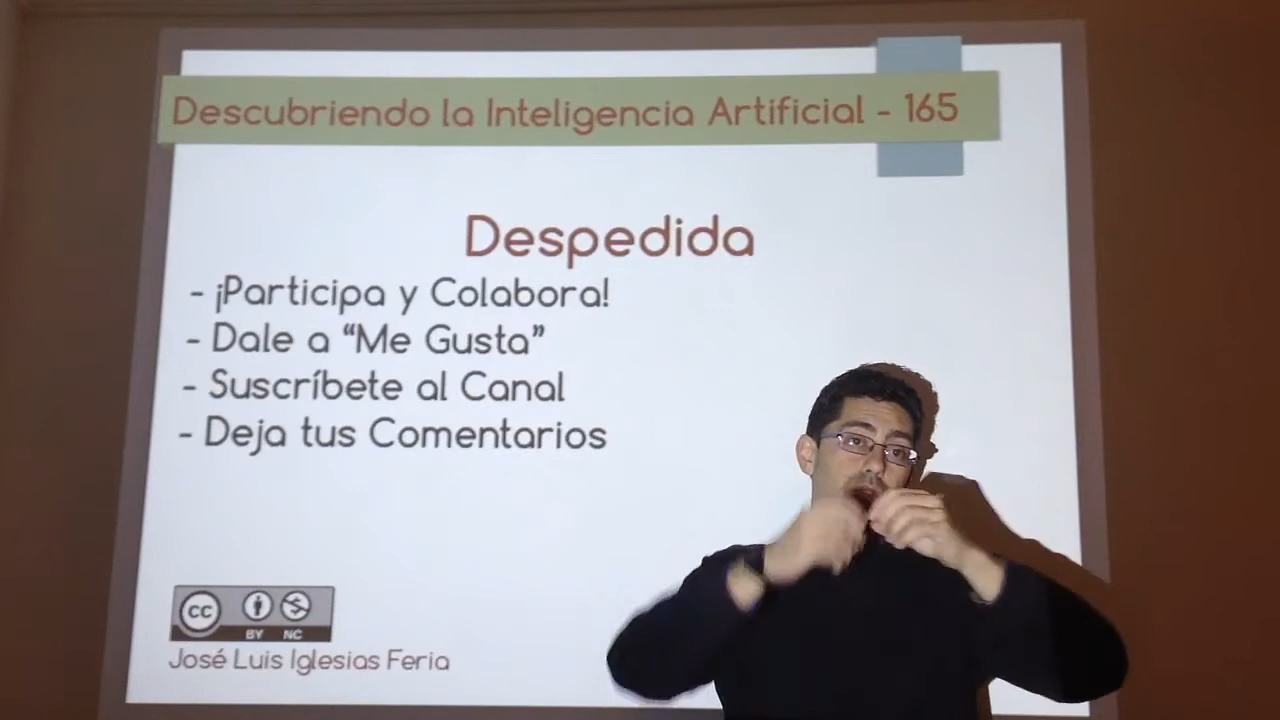 Descubriendo la Inteligencia Artificial - 165
Despedida
- ¡Participa y Colabora!
- Dale a “Me Gusta”
- Suscríbete al Canal
- Deja tus Comentarios
cc
BY NC
José Luis Iglesias Feria